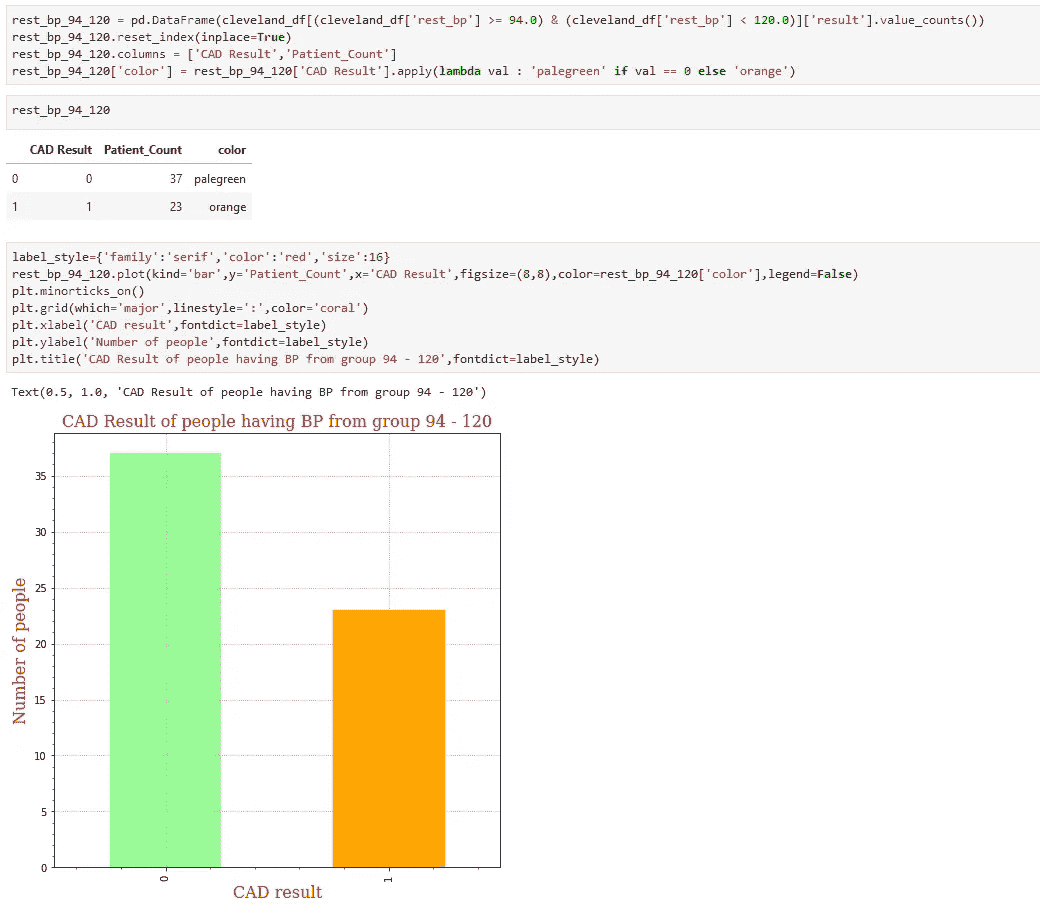 rest_bp_94_120 = pd.DataFrame(cleveland_df[(cleveland_df['rest_bp'] >= 94.0) & (cleveland_df['rest_bp'] < 120.0)]['result'].value_counts())
rest_bp_94_120.reset_index(inplace=True)
rest_bp_94_120.columns = ['CAD Result','Patient_Count']
rest_bp_94_120['color'] = rest_bp_94_120['CAD Result'].apply(lambda val : 'palegreen' if val == 0 else 'orange')
rest_bp_94_120
CAD Result Patient_Count color
0 0 37 palegreen
1 1 23 orange
label_style={'family':'serif','color':'red','size':16}
rest_bp_94_120.plot(kind='bar',y='Patient_Count',x='CAD Result',figsize=(8,8),color=rest_bp_94_120['color'],legend=False)
plt.minorticks_on()
plt.grid(which='major',linestyle=':',color='coral')
plt.xlabel('CAD result',fontdict=label_style)
plt.ylabel('Number of people',fontdict=label_style)
plt.title('CAD Result of people having BP from group 94 - 120',fontdict=label_style)
Text(0.5, 1.0, 'CAD Result of people having BP from group 94 - 120')
CAD Result of people having BP from group 94 - 120
35
30
25
20
15
10
5
0
Number of people
0 1
CAD result